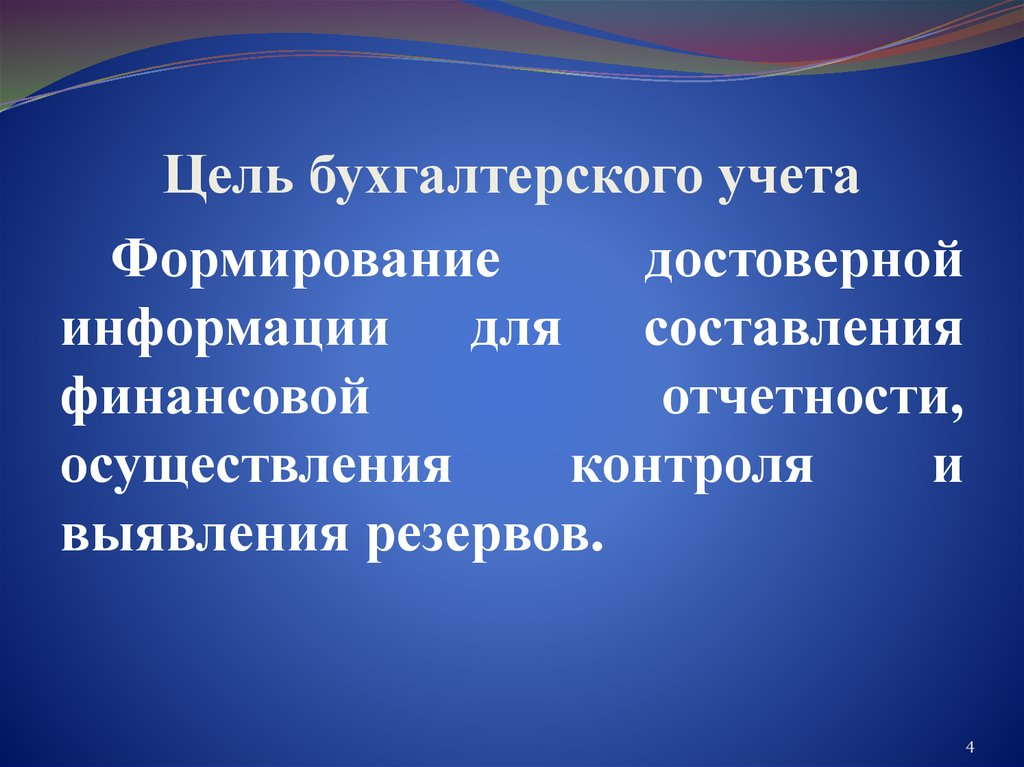 Цель бухгалтерского учета
Формирование достоверной
информации для составления
финансовой отчетности,
осуществления контроля и
выявления резервов.
4